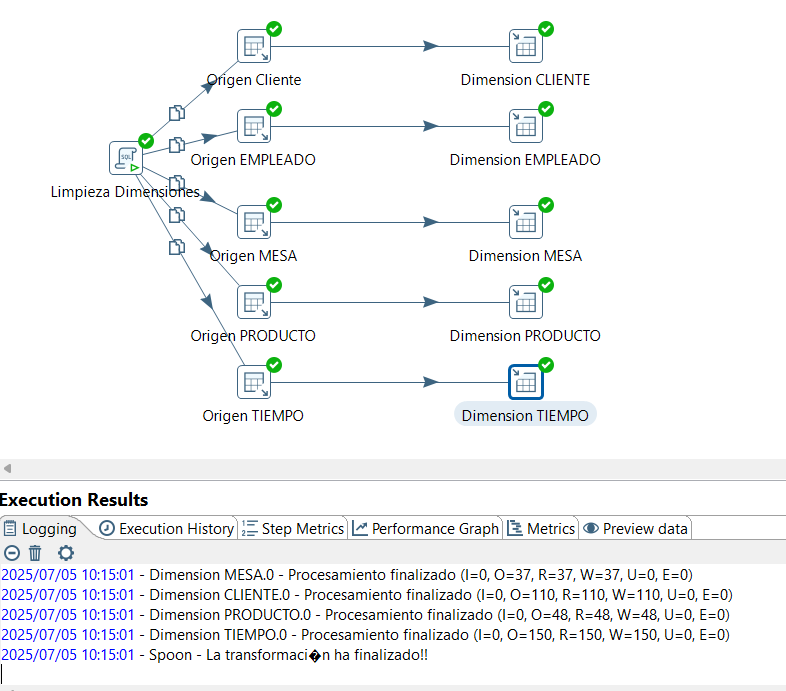 Origen Cliente
Dimension CLIENTE
Origen EMPLEADO
Dimension EMPLEADO
SQL
Limpieza Dimensiones
Origen MESA
Dimension MESA
Origen PRODUCTO
Dimension PRODUCTO
Origen TIEMPO
Dimension TIEMPO
Execution Results
Logging Execution History Step Metrics Performance Graph Metrics Preview data
2025/07/05 10:15:01 - Dimension MESA.0 - Procesamiento finalizado (I=0, O=37, R=37, W=37, U=0, E=0)
2025/07/05 10:15:01 - Dimension CLIENTE.0 - Procesamiento finalizado (I=0, O=110, R=110, W=110, U=0, E=0)
2025/07/05 10:15:01 - Dimension PRODUCTO.0 - Procesamiento finalizado (I=0, O=48, R=48, W=48, U=0, E=0)
2025/07/05 10:15:01 - Dimension TIEMPO.0 - Procesamiento finalizado (I=0, O=150, R=150, W=150, U=0, E=0)
2025/07/05 10:15:01 - Spoon - La transformaci�n ha finalizado!!